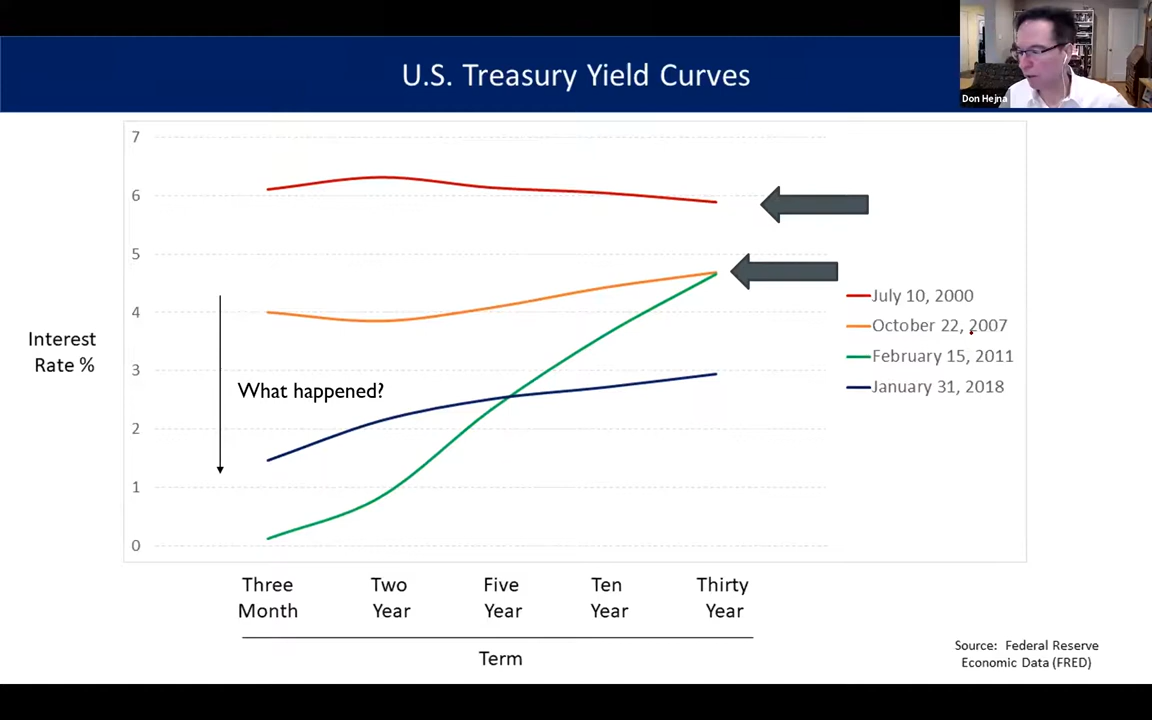 U.S. Treasury Yield Curves
Don Hejna
7
6
5
4
3
2
1
0
Interest
Rate %
What happened?
July 10, 2000
October 22, 2007
February 15, 2011
January 31, 2018
Three
Month
Two
Year
Five
Year
Ten
Year
Thirty
Year
Term
Source: Federal Reserve
Economic Data (FRED)